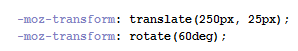 -moz-transform: translate(250px, 25px);
-moz-transform: rotate(60deg);